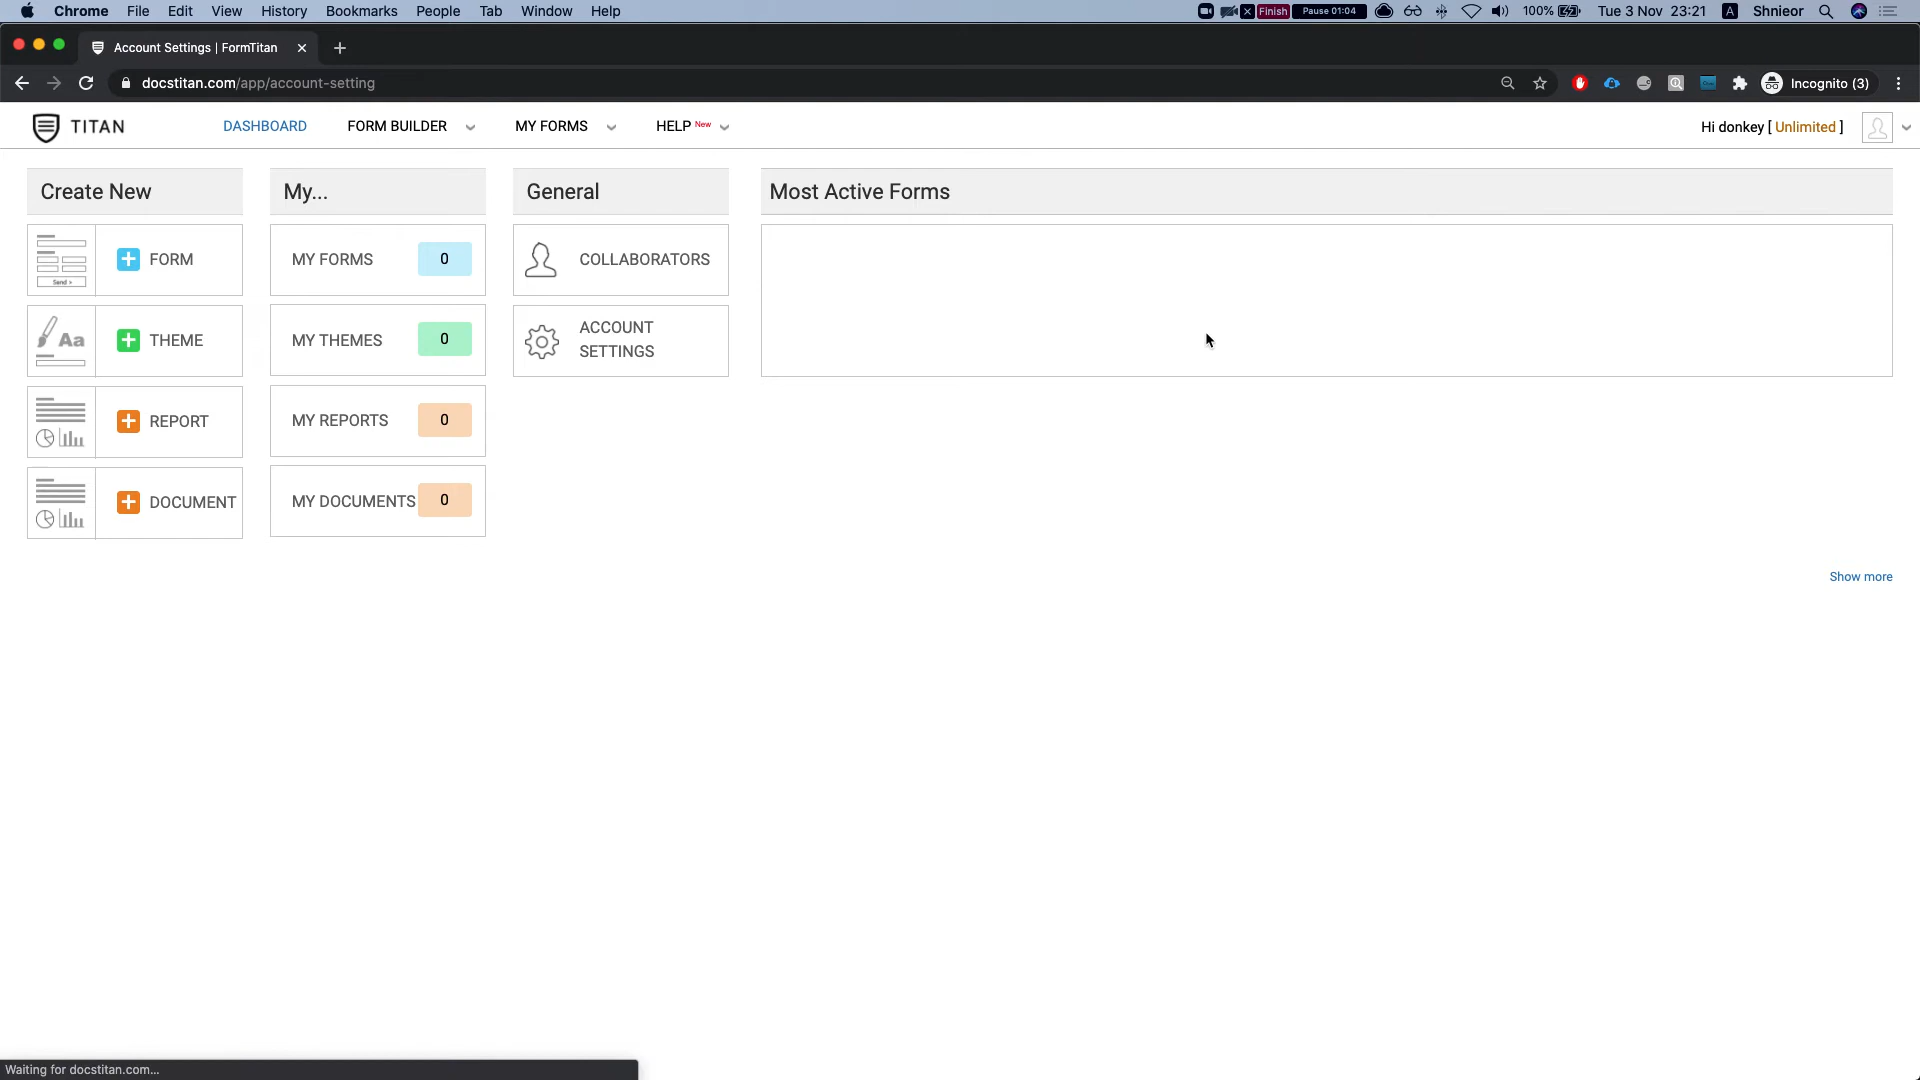 Chrome File Edit View History Bookmarks People Tab Window Help Finish Pause 01:04 100% Tue 3 Nov 23:21 A Shnieor
Account Settings | FormTitan
docstitan.com/app/account-setting Incognito (3)
TITAN DASHBOARD FORM BUILDER MY FORMS HELP New Hi donkey [ Unlimited ]
Create New My... General Most Active Forms
Send >
FORM MY FORMS 0 COLLABORATORS
Aa THEME MY THEMES 0 ACCOUNT
SETTINGS
REPORT MY REPORTS 0
DOCUMENT MY DOCUMENTS 0
Show more
Waiting for docstitan.com...